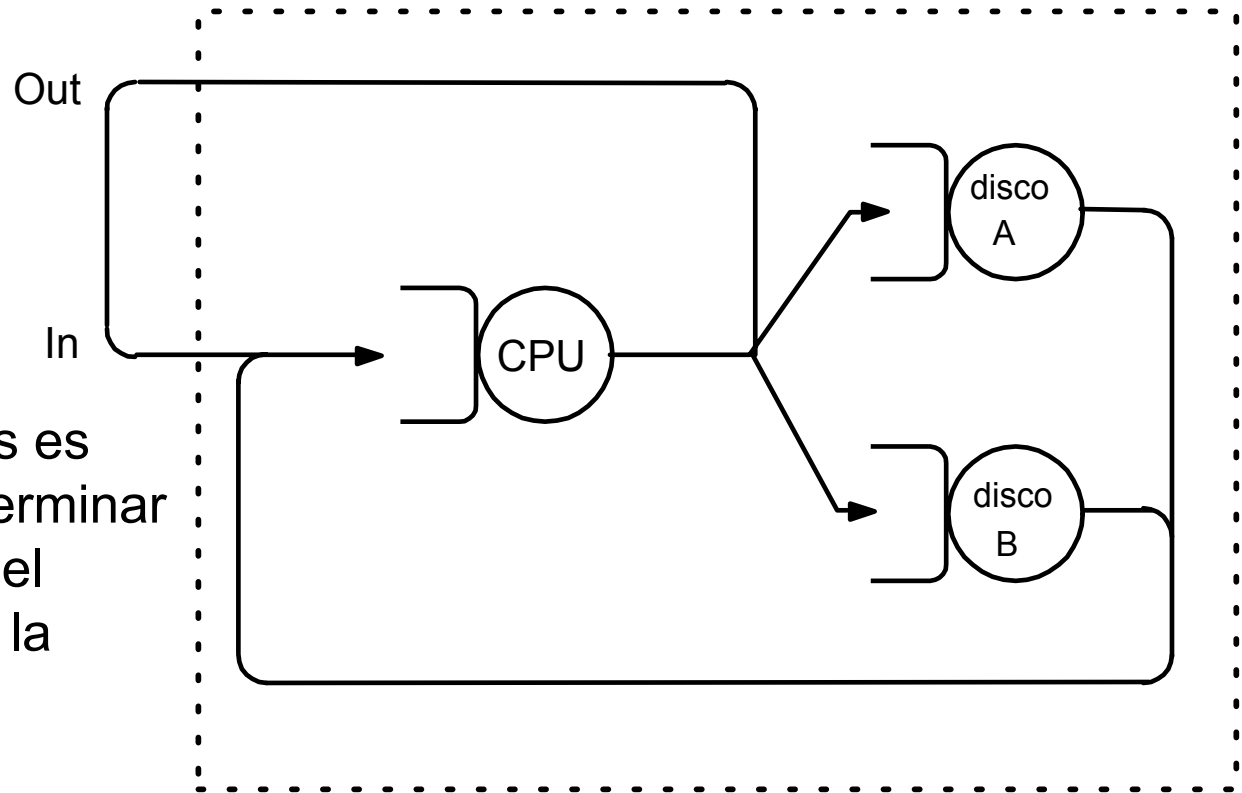 Out
In
CPU
disco
A
disco
B
s es
erminar
el
la